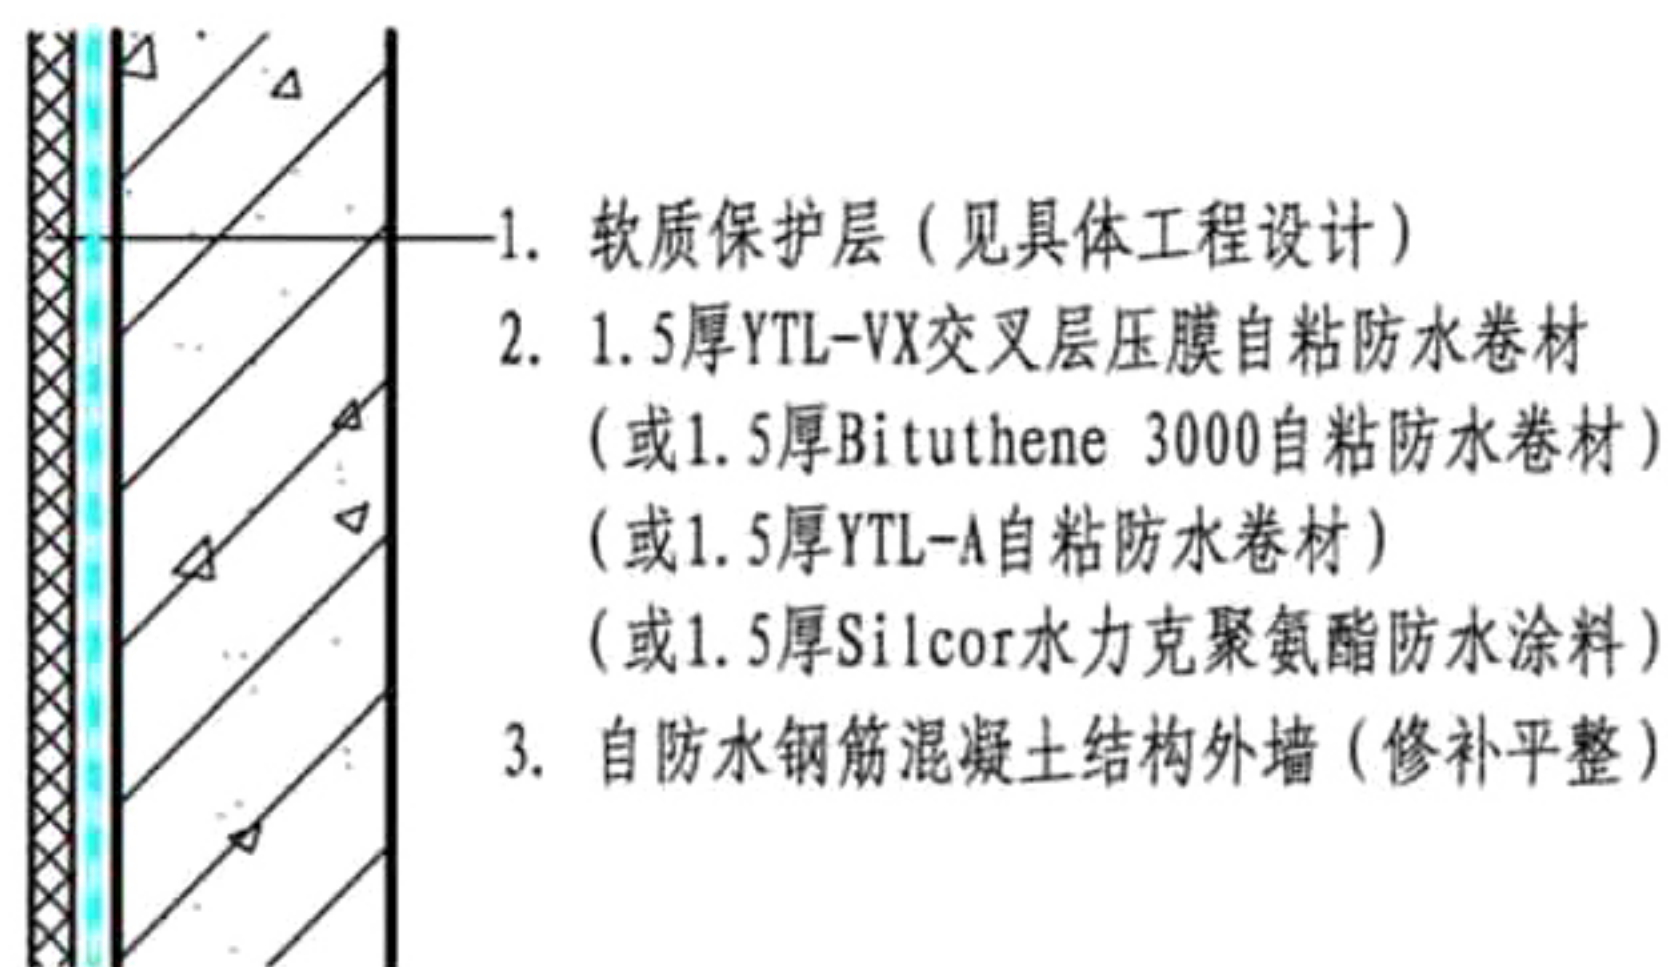 1. 软质保护层（见具体工程设计）
2. 1.5厚YTL-VX交叉层压膜自粘防水卷材
（或1.5厚Bituthene 3000自粘防水卷材）
（或1.5厚YTL-A自粘防水卷材）
（或1.5厚Silcor水力克聚氨酯防水涂料）
3. 自防水钢筋混凝土结构外墙（修补平整）